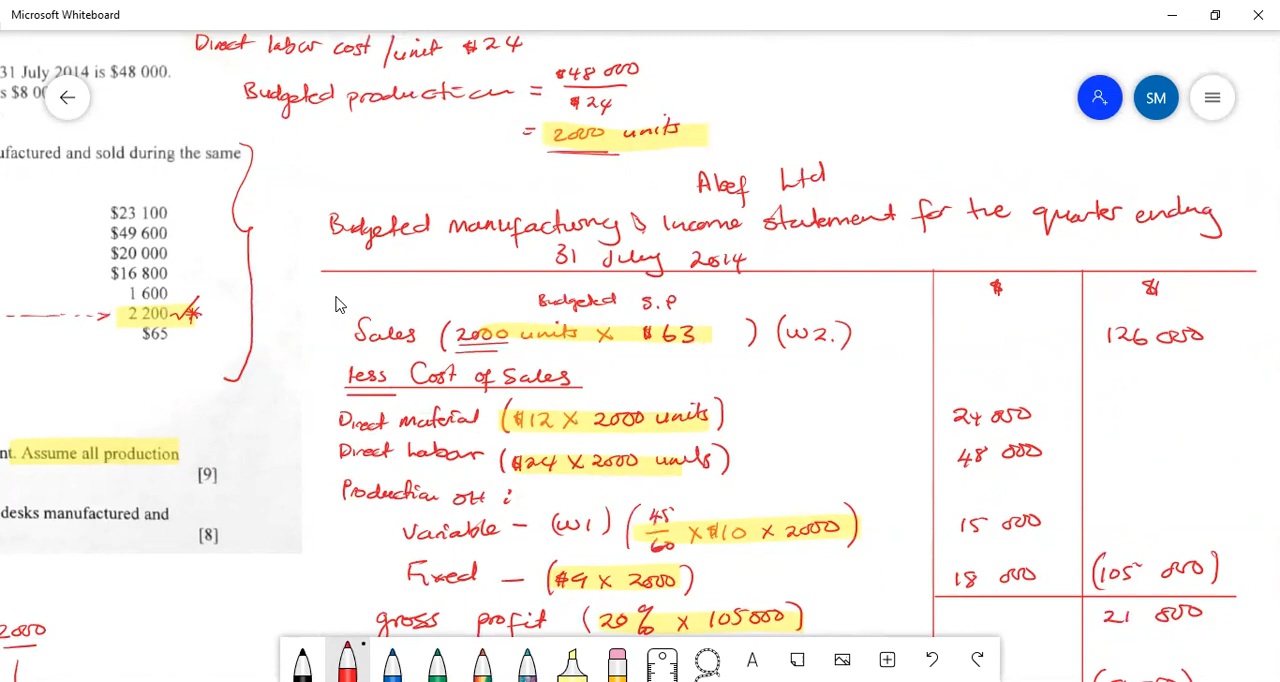 Microsoft Whiteboard
Direct labar cost /unit $24
31 July 2014 is $48 000.
s $8 0
Budgeted production = $48 000
$24
= 2000 units
SM
ufactured and sold during the same
$23 100
$49 600
$20 000
$16 800
1 600
2 200
$65
nt. Assume all production
[9]
desks manufactured and
[8]
2000
1
Abef Ltd
Budgeted manufacturing & Income statement for the quarter ending
31 July 2014
$ $
Budgeted S.P
Sales (2000 units × $63 ) (W2.) 126 000
less Cost of Sales
Direct material ($12 × 2000 units) 24 000
Direct Labar ($24 × 2000 units) 48 000
Production OH :
Variable – (W1) (45/60 × $10 × 2000) 15 000
Fixed – ($9 × 2000) 18 000 (105 000)
gross profit (20% × 105000) 21 000
A